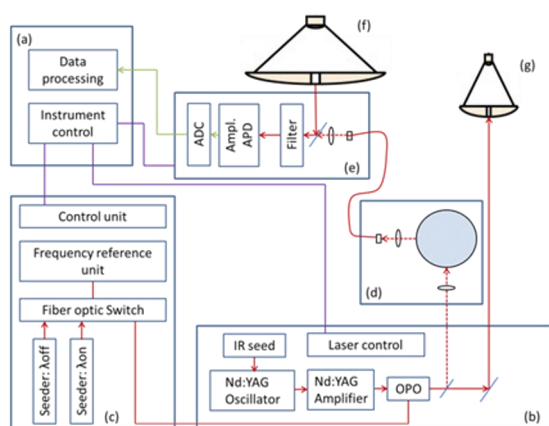 (a)
Data
processing
Instrument
control
(f)
(g)
ADC
Ampl.
APD
Filter
(e)
Control unit
Frequency reference
unit
Fiber optic Switch
Seeder: λoff
Seeder: λon
(c)
(d)
IR seed
Laser control
Nd:YAG
Oscillator
Nd:YAG
Amplifier
OPO
(b)